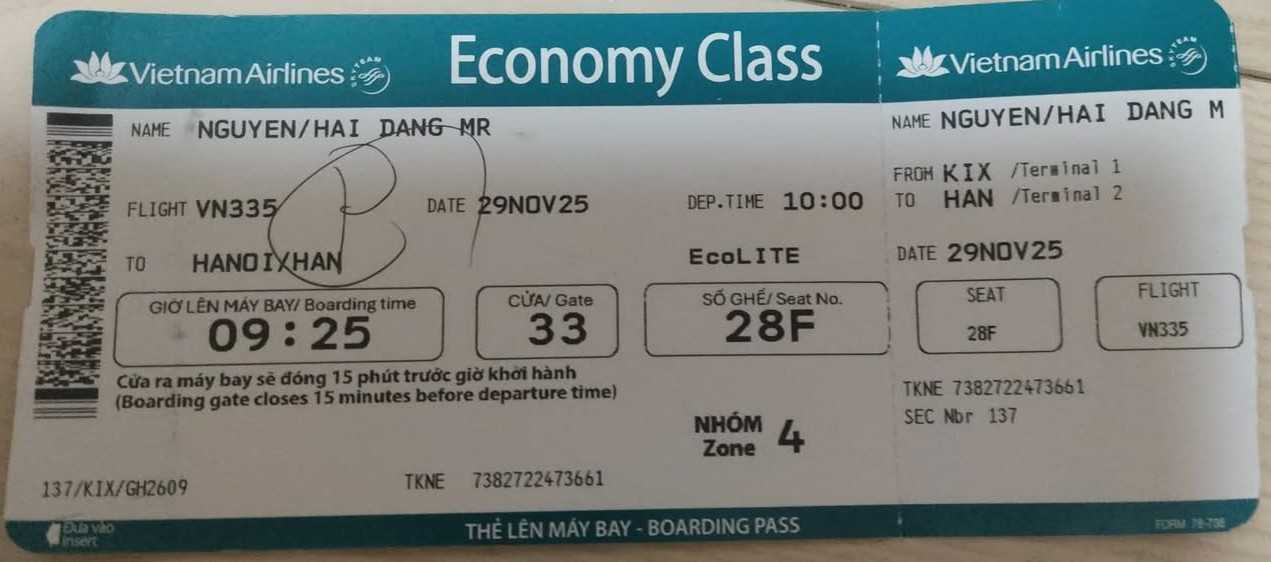 Vietnam Airlines SKYTEAM
Economy Class
NAME NGUYEN/HAI DANG MR
FLIGHT VN335 DATE 29NOV25 DEP.TIME 10:00
TO HANOI/HAN EcoLITE
GIỜ LÊN MÁY BAY/ Boarding time
09:25
CỬA/ Gate
33
SỐ GHẾ/ Seat No.
28F
Cửa ra máy bay sẽ đóng 15 phút trước giờ khởi hành
(Boarding gate closes 15 minutes before departure time)
NHÓM
Zone 4
137/KIX/GH2609 TKNE 7382722473661
Đưa vào
Insert
THẺ LÊN MÁY BAY - BOARDING PASS
Vietnam Airlines SKYTEAM
NAME NGUYEN/HAI DANG M
FROM KIX /Terminal 1
TO HAN /Terminal 2
DATE 29NOV25
SEAT
28F
FLIGHT
VN335
TKNE 7382722473661
SEC Nbr 137